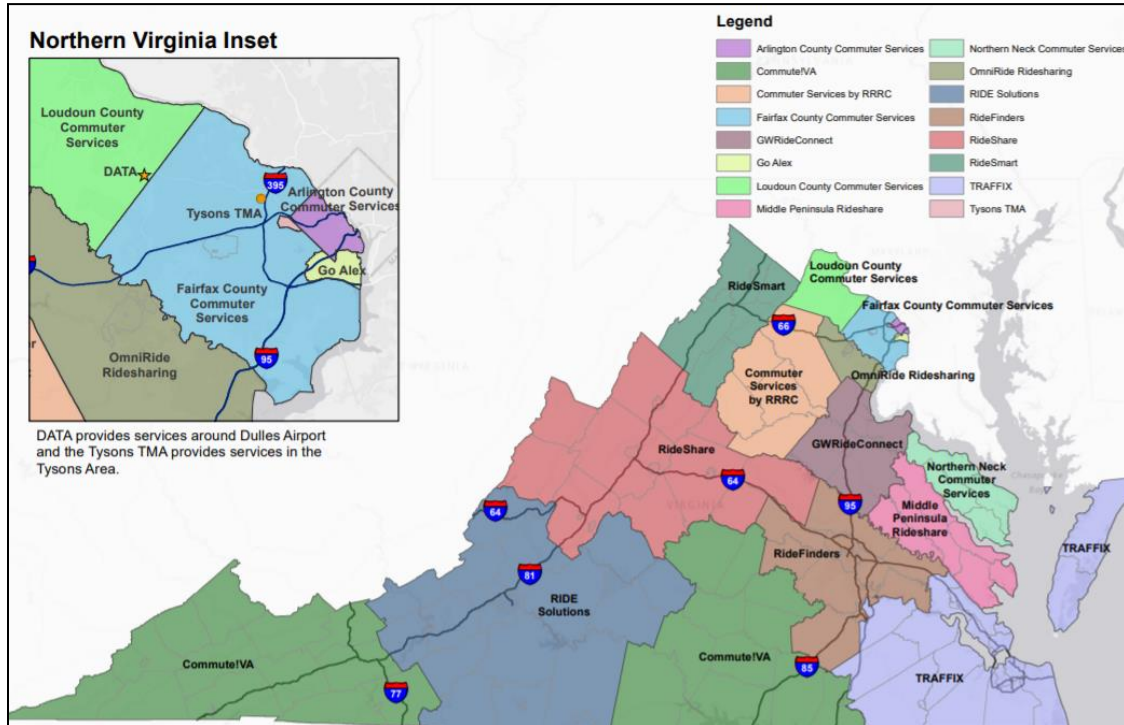 Northern Virginia Inset
Loudoun County
Commuter
Services
DATA
395
Arlington County
Commuter Services
Tysons TMA
Go Alex
Fairfax County
Commuter
Services
OmniRide
Ridesharing
95
DATA provides services around Dulles Airport
and the Tysons TMA provides services in the
Tysons Area.
Legend
Arlington County Commuter Services
Commute!VA
Commuter Services by RRRC
Fairfax County Commuter Services
GWRideConnect
Go Alex
Loudoun County Commuter Services
Middle Peninsula Rideshare
Northern Neck Commuter Services
OmniRide Ridesharing
RIDE Solutions
RideFinders
RideShare
RideSmart
TRAFFIX
Tysons TMA
Loudoun County
Commuter Services
RideSmart
Fairfax County Commuter Services
66
OmniRide Ridesharing
Commuter
Services
by RRRC
GWRideConnect
RideShare
Northern Neck
Commuter
Services
64
VIRGINIA
95
64
Middle
Peninsula
Rideshare
TRAFFIX
RideFinders
81
RIDE
Solutions
Commute!VA
Commute!VA
85
TRAFFIX
77